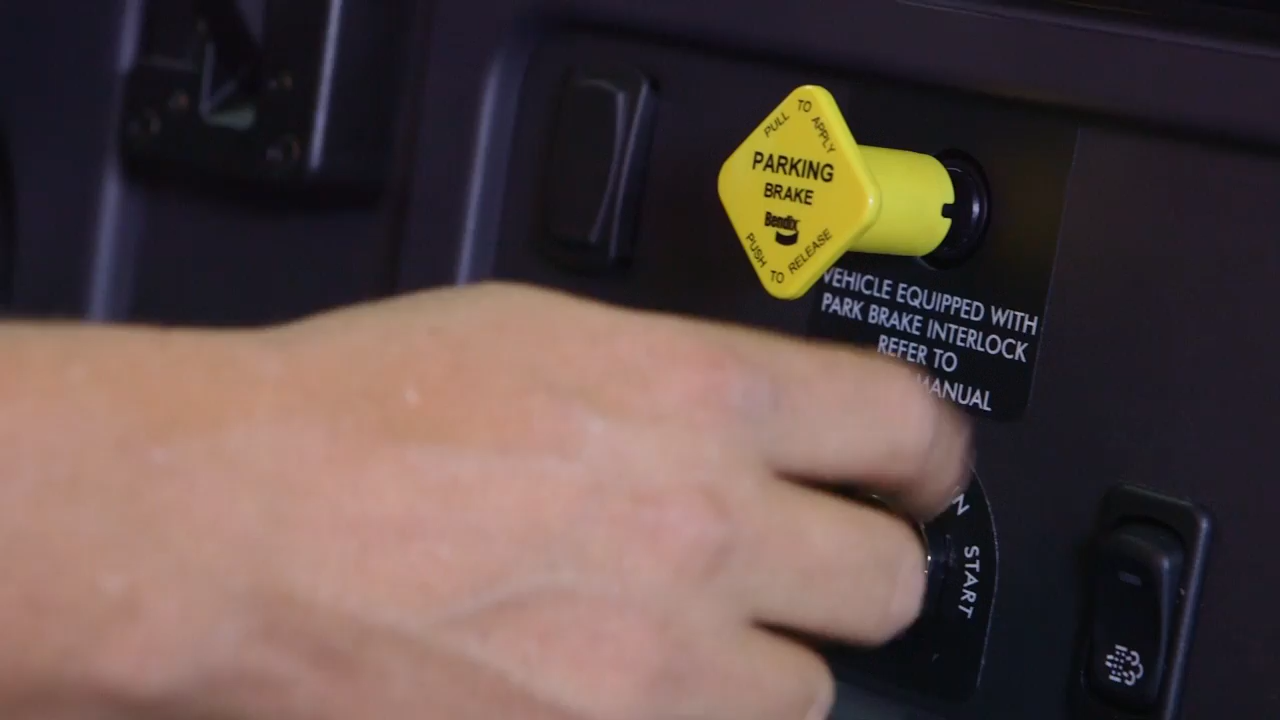 PULL TO APPLY
PARKING
BRAKE
Bendix
PUSH TO RELEASE
VEHICLE EQUIPPED WITH
PARK BRAKE INTERLOCK
REFER TO
MANUAL
START